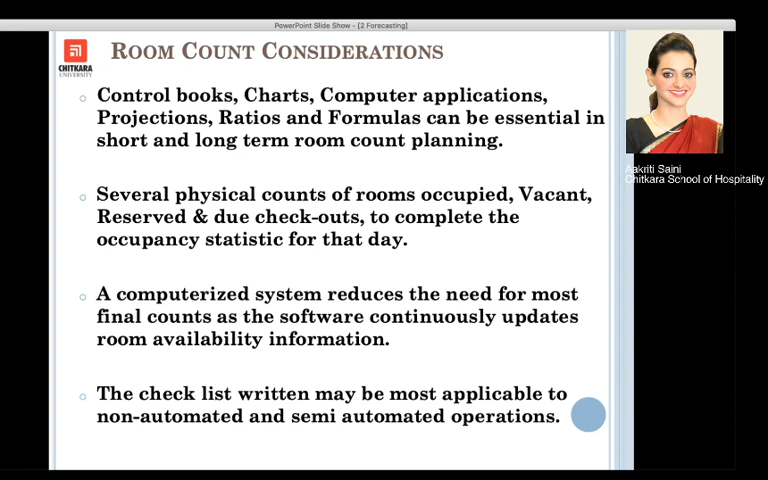 PowerPoint Slide Show - [2 Forecasting]
CHITKARA
UNIVERSITY
ROOM COUNT CONSIDERATIONS
Control books, Charts, Computer applications,
Projections, Ratios and Formulas can be essential in
short and long term room count planning.
Several physical counts of rooms occupied, Vacant,
Reserved & due check-outs, to complete the
occupancy statistic for that day.
A computerized system reduces the need for most
final counts as the software continuously updates
room availability information.
The check list written may be most applicable to
non-automated and semi automated operations.
Aakriti Saini
Chitkara School of Hospitality